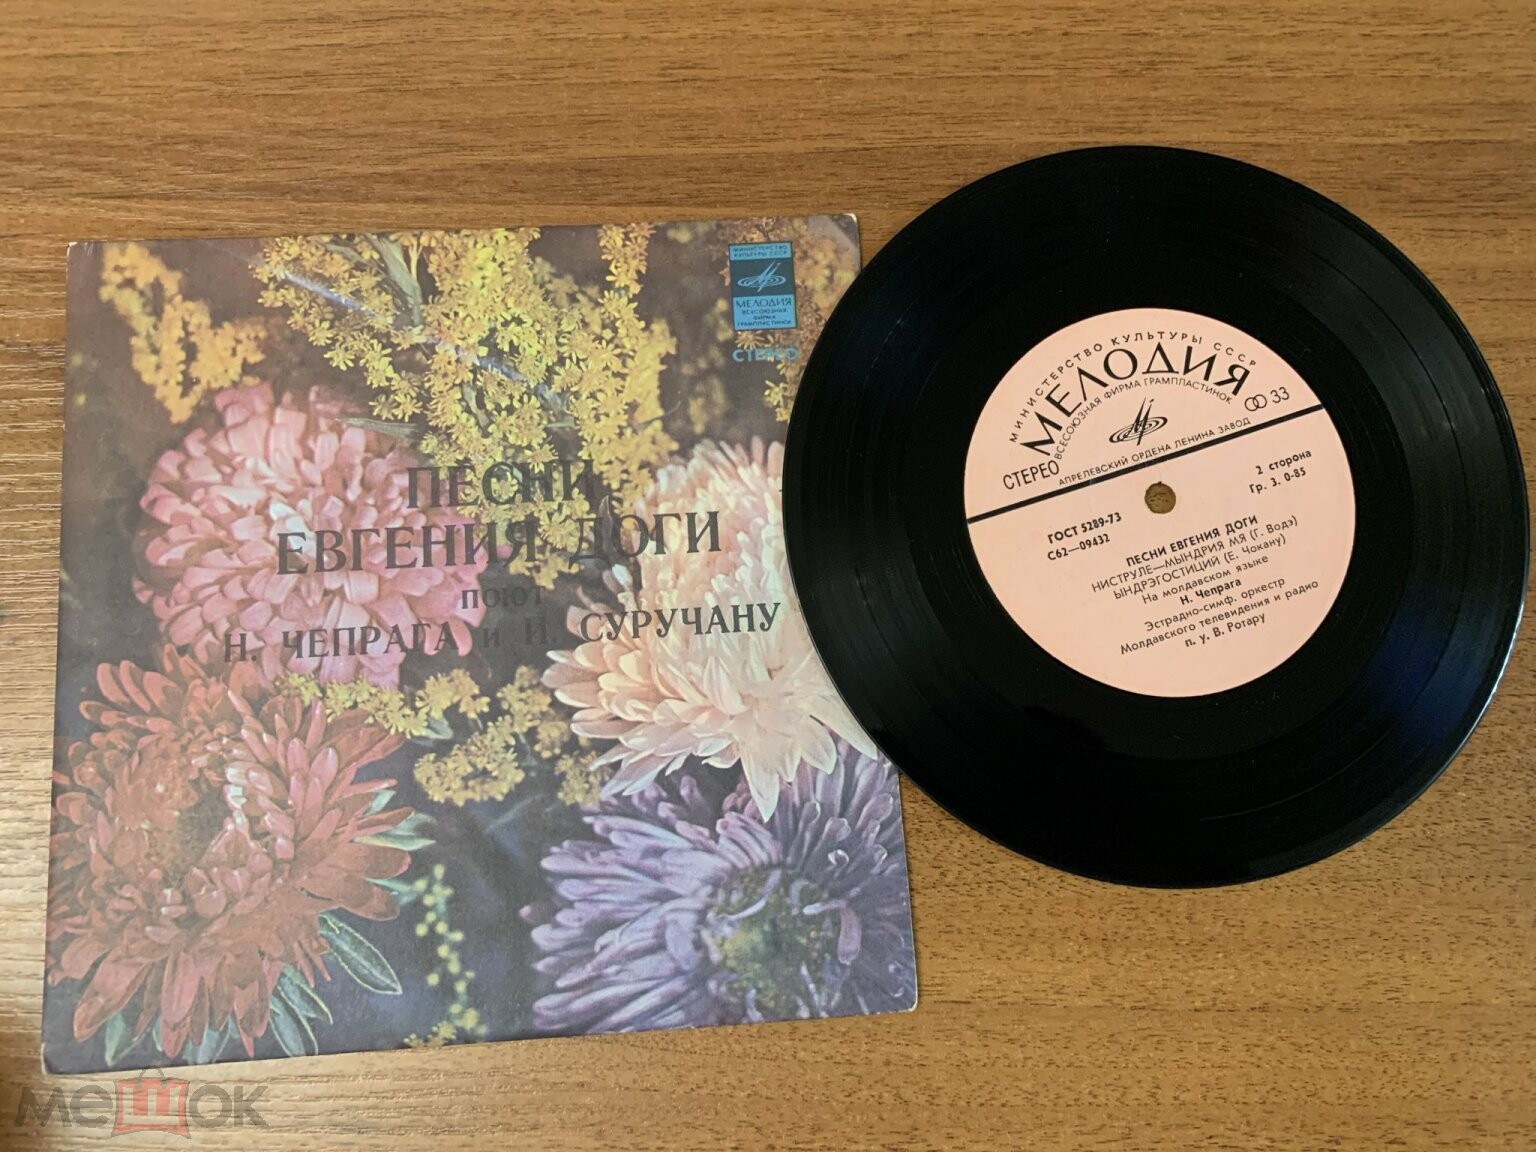 МИНИСТЕРСТВО
КУЛЬТУРЫ СССР
МЕЛОДИЯ
ВСЕСОЮЗНАЯ
ФИРМА
ГРАМПЛАСТИНОК
СТЕРЕО
ПЕСНИ
ЕВГЕНИЯ ДОГИ
Н. ЧЕПРАГА И СУРУЧАНУ
МИНИСТЕРСТВО КУЛЬТУРЫ СССР
МЕЛОДИЯ
ВСЕСОЮЗНАЯ ФИРМА ГРАМПЛАСТИНОК
33
СТЕРЕО
АПРЕЛЕВСКИЙ ОРДЕНА ЛЕНИНА ЗАВОД
ГОСТ 5289-73
2 сторона
С62—09432
Гр. 3. 0-85
ПЕСНИ ЕВГЕНИЯ ДОГИ
НИСТРУЛЕ—МЫНДРИЯ МЯ (Г. Водэ)
ЫНДРЭГОСТИЦИЙ (Е. Чокану)
На молдавском языке
Н. Чепрага
Эстрадно-симф. оркестр
Молдавского телевидения и радио
п. у. В. Ротару
мешок